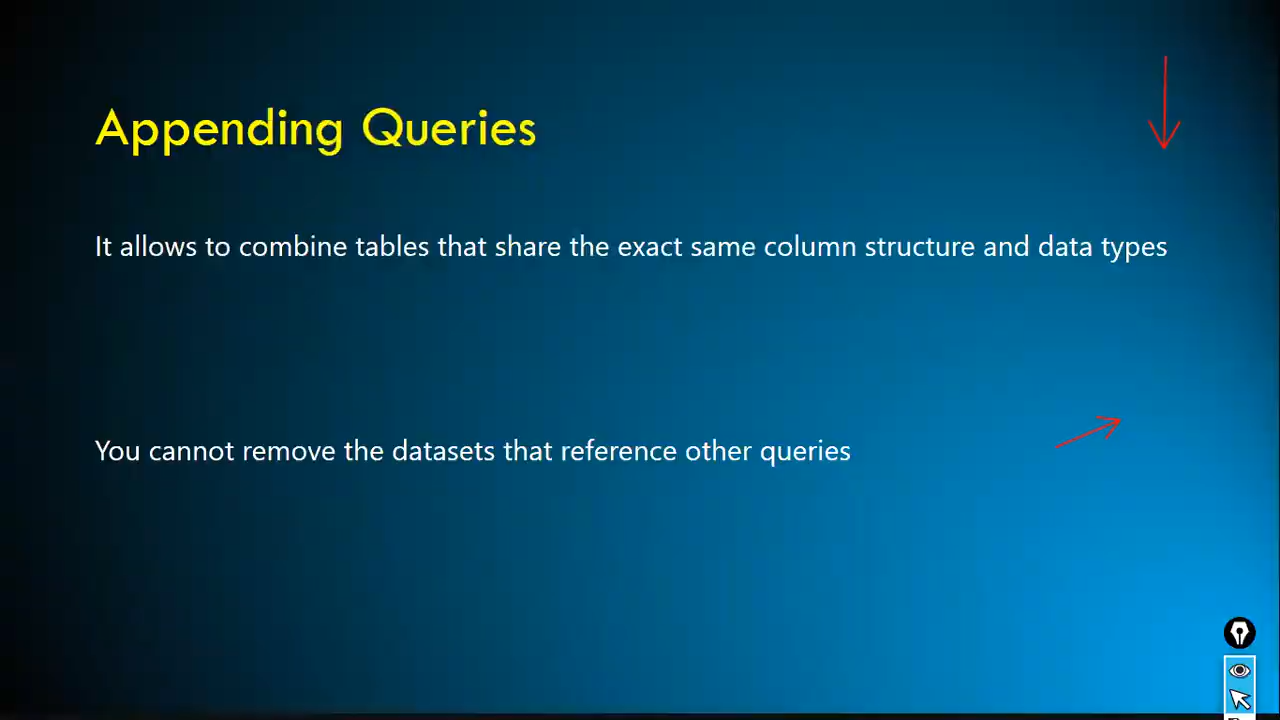 Appending Queries
It allows to combine tables that share the exact same column structure and data types
You cannot remove the datasets that reference other queries